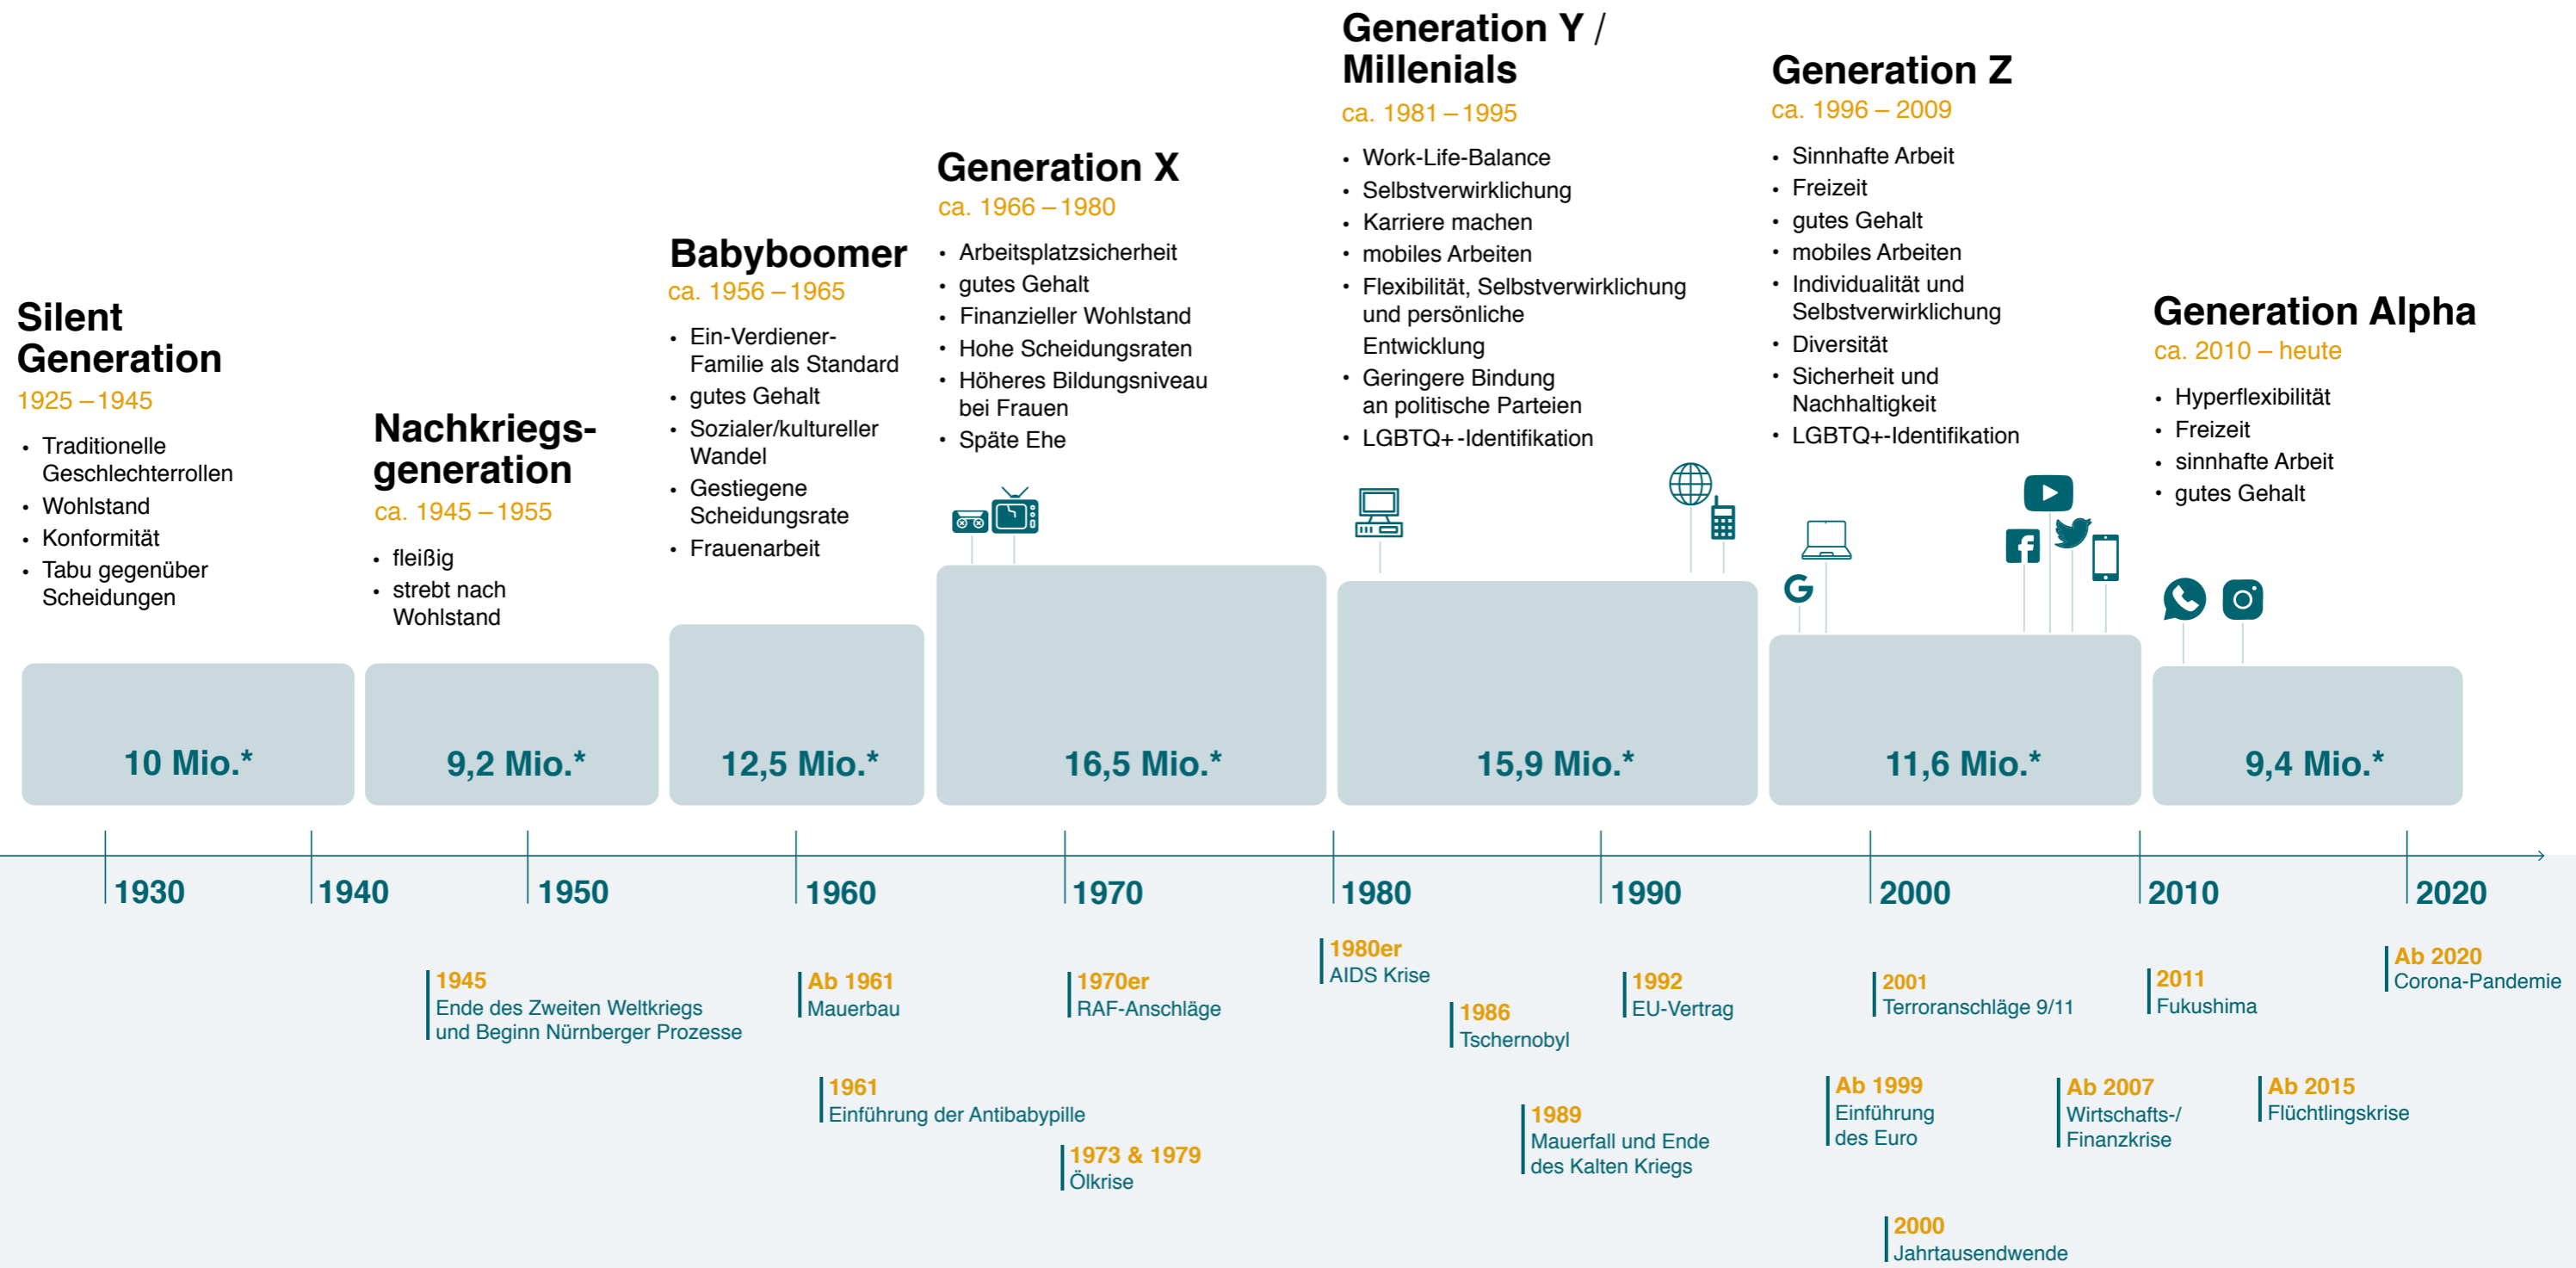 Silent
Generation
1925 – 1945
• Traditionelle
Geschlechterrollen
• Wohlstand
• Konformität
• Tabu gegenüber
Scheidungen
10 Mio.*
Nachkriegs-
generation
ca. 1945 – 1955
• fleißig
• strebt nach
Wohlstand
9,2 Mio.*
Babyboomer
ca. 1956 – 1965
• Ein-Verdiener-
Familie als Standard
• gutes Gehalt
• Sozialer/kultureller
Wandel
• Gestiegene
Scheidungsrate
• Frauenarbeit
12,5 Mio.*
Generation X
ca. 1966 – 1980
• Arbeitsplatzsicherheit
• gutes Gehalt
• Finanzieller Wohlstand
• Hohe Scheidungsraten
• Höheres Bildungsniveau
bei Frauen
• Späte Ehe
16,5 Mio.*
Generation Y /
Millenials
ca. 1981 – 1995
• Work-Life-Balance
• Selbstverwirklichung
• Karriere machen
• mobiles Arbeiten
• Flexibilität, Selbstverwirklichung
und persönliche
Entwicklung
• Geringere Bindung
an politische Parteien
• LGBTQ+-Identifikation
15,9 Mio.*
Generation Z
ca. 1996 – 2009
• Sinnhafte Arbeit
• Freizeit
• gutes Gehalt
• mobiles Arbeiten
• Individualität und
Selbstverwirklichung
• Diversität
• Sicherheit und
Nachhaltigkeit
• LGBTQ+-Identifikation
11,6 Mio.*
Generation Alpha
ca. 2010 – heute
• Hyperflexibilität
• Freizeit
• sinnhafte Arbeit
• gutes Gehalt
9,4 Mio.*
1930
1940
1950
1960
1970
1980
1990
2000
2010
2020
1945
Ende des Zweiten Weltkriegs
und Beginn Nürnberger Prozesse
Ab 1961
Mauerbau
1961
Einführung der Antibabypille
1970er
RAF-Anschläge
1973 & 1979
Ölkrise
1980er
AIDS Krise
1986
Tschernobyl
1989
Mauerfall und Ende
des Kalten Kriegs
1992
EU-Vertrag
2001
Terroranschläge 9/11
Ab 1999
Einführung
des Euro
2000
Jahrtausendwende
Ab 2007
Wirtschafts-/
Finanzkrise
2011
Fukushima
Ab 2015
Flüchtlingskrise
Ab 2020
Corona-Pandemie